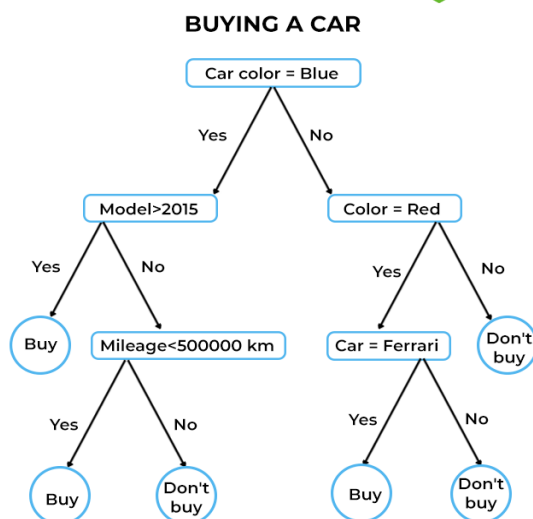 BUYING A CAR
Car color = Blue
Yes
No
Model>2015
Color = Red
Yes
No
Yes
No
Buy
Mileage<500000 km
Car = Ferrari
Don't
buy
Yes
No
Yes
No
Buy
Don't
buy
Buy
Don't
buy